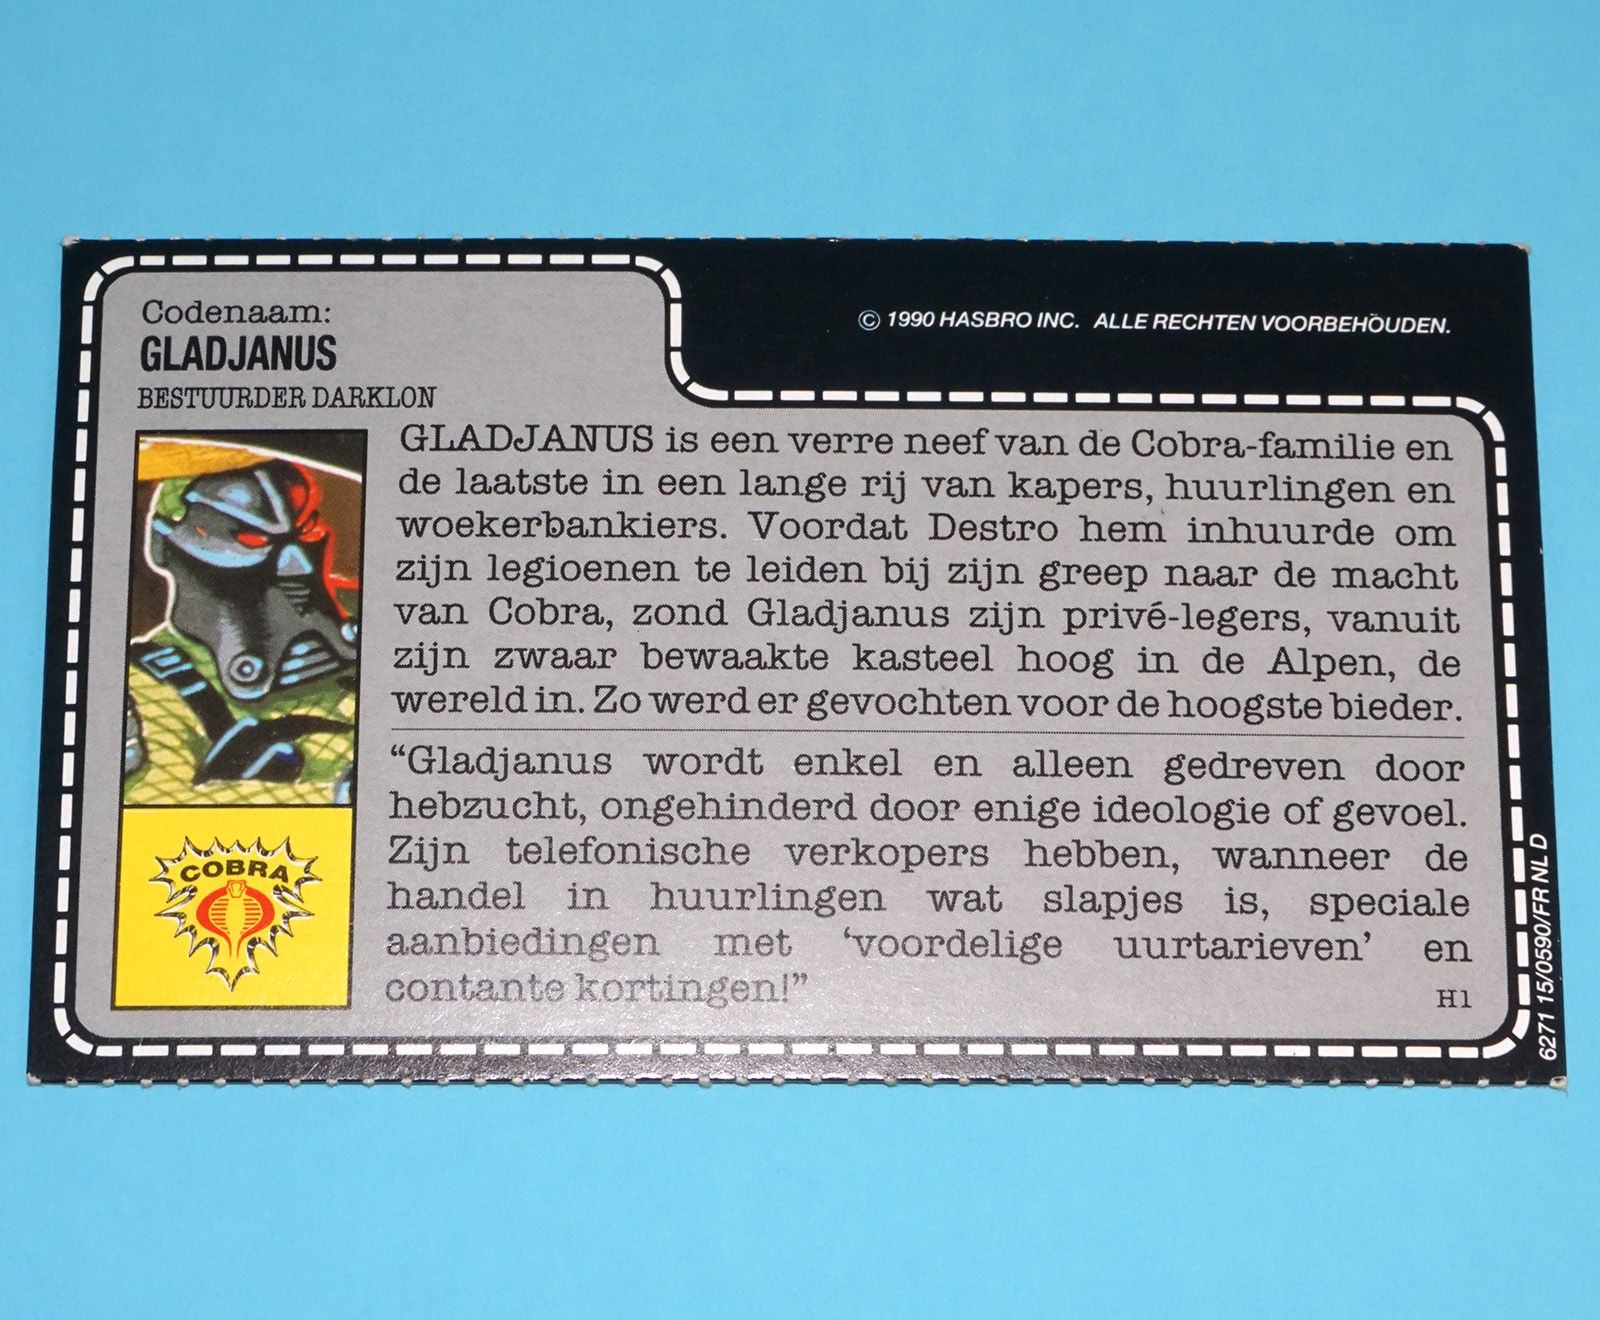 Codenaam:
GLADJANUS
BESTUURDER DARKLON
© 1990 HASBRO INC. ALLE RECHTEN VOORBEHOUDEN.
GLADJANUS is een verre neef van de Cobra-familie en
de laatste in een lange rij van kapers, huurlingen en
woekerbankiers. Voordat Destro hem inhuurde om
zijn legioenen te leiden bij zijn greep naar de macht
van Cobra, zond Gladjanus zijn privé-legers, vanuit
zijn zwaar bewaakte kasteel hoog in de Alpen, de
wereld in. Zo werd er gevochten voor de hoogste bieder.
“Gladjanus wordt enkel en alleen gedreven door
hebzucht, ongehinderd door enige ideologie of gevoel.
Zijn telefonische verkopers hebben, wanneer de
handel in huurlingen wat slapjes is, speciale
aanbiedingen met ‘voordelige uurtarieven’ en
contante kortingen!”
H1
COBRA
6271 15/0590/FR NL D